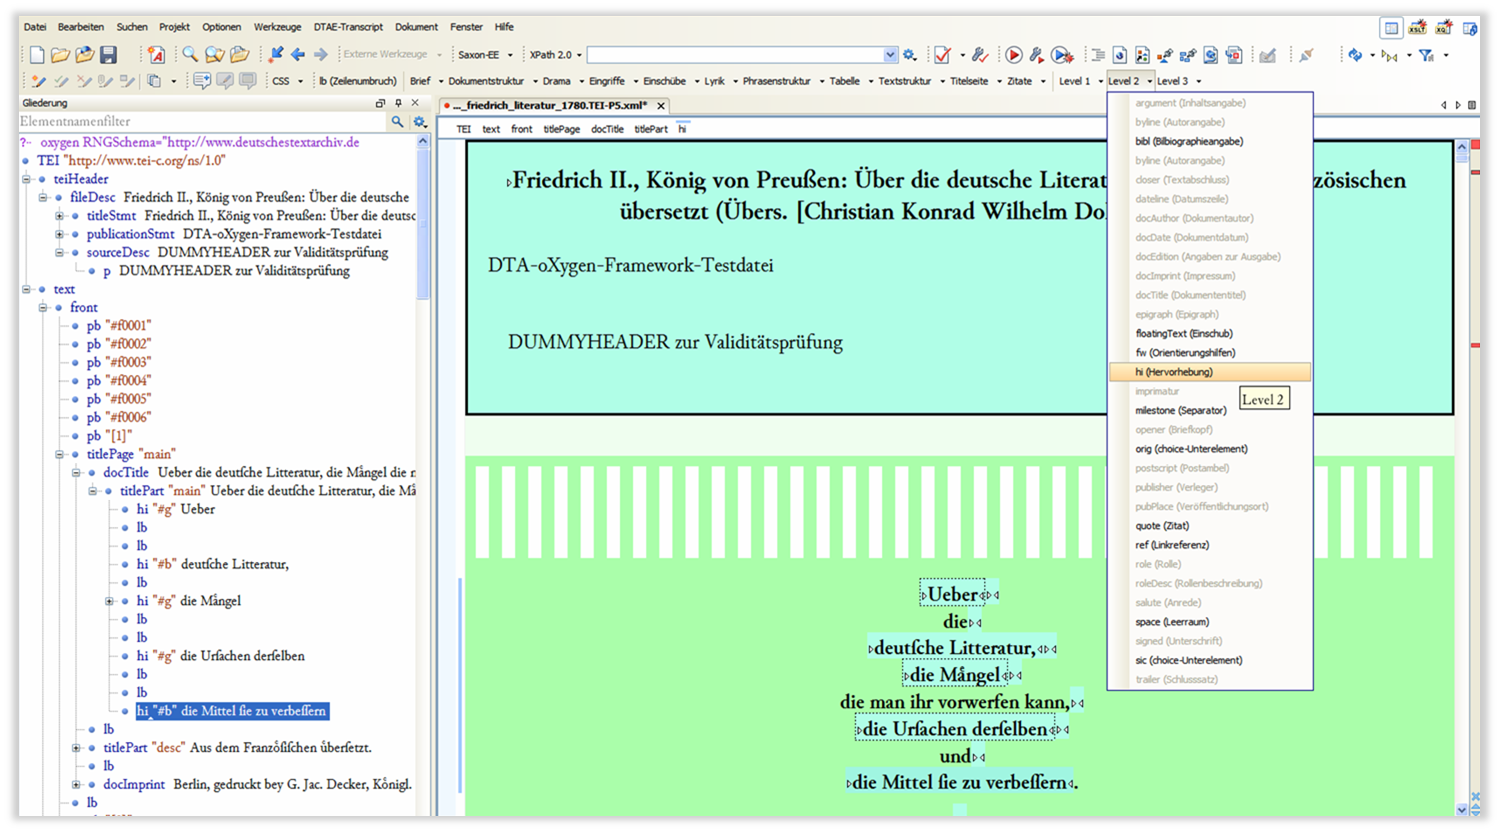 Datei Bearbeiten Suchen Projekt Optionen Werkzeuge DTAE-Transcript Dokument Fenster Hilfe
Externe Werkzeuge Saxon-EE XPath 2.0
CSS lb (Zeilenumbruch) Brief Dokumentstruktur Drama Eingriffe Einschübe Lyrik Phrasenstruktur Tabelle Textstruktur Titelseite Zitate Level 1 Level 2 Level 3
Gliederung
Elementnamenfilter
?- oxygen RNGSchema="http://www.deutschestextarchiv.de
TEI "http://www.tei-c.org/ns/1.0"
teiHeader
fileDesc Friedrich II., König von Preußen: Über die deutsche
titleStmt Friedrich II., König von Preußen: Über die deutsc
publicationStmt DTA-oXygen-Framework-Testdatei
sourceDesc DUMMYHEADER zur Validitätsprüfung
p DUMMYHEADER zur Validitätsprüfung
text
front
pb "#f0001"
pb "#f0002"
pb "#f0003"
pb "#f0004"
pb "#f0005"
pb "#f0006"
pb "[1]"
titlePage "main"
docTitle Ueber die deutſche Litteratur, die Maͤngel die n
titlePart "main" Ueber die deutſche Litteratur, die Maͤ
hi "#g" Ueber
lb
lb
hi "#b" deutſche Litteratur,
lb
hi "#g" die Maͤngel
lb
lb
hi "#g" die Urſachen derſelben
lb
lb
hi "#b" die Mittel ſie zu verbeſſern
lb
titlePart "desc" Aus dem Franzoͤſiſchen uͤberſetzt.
lb
docImprint Berlin, gedruckt bey G. Jac. Decker, Koͤnigl.
lb
..._friedrich_literatur_1780.TEI-P5.xml*
TEI text front titlePage docTitle titlePart hi
Friedrich II., König von Preußen: Über die deutsche Literat zösischen
übersetzt (Übers. [Christian Konrad Wilhelm Do
DTA-oXygen-Framework-Testdatei
DUMMYHEADER zur Validitätsprüfung
Ueber
die
deutſche Litteratur,
die Maͤngel
die man ihr vorwerfen kann,
die Urſachen derſelben
und
die Mittel ſie zu verbeſſern.
argument (Inhaltsangabe)
byline (Autorangabe)
bibl (Bilbiographieangabe)
byline (Autorangabe)
closer (Textabschluss)
dateline (Datumszeile)
docAuthor (Dokumentautor)
docDate (Dokumentdatum)
docEdition (Angaben zur Ausgabe)
docImprint (Impressum)
docTitle (Dokumententitel)
epigraph (Epigraph)
floatingText (Einschub)
fw (Orientierungshilfen)
hi (Hervorhebung)
imprimatur
Level 2
milestone (Separator)
opener (Briefkopf)
orig (choice-Unterelement)
postscript (Postambel)
publisher (Verleger)
pubPlace (Veröffentlichungsort)
quote (Zitat)
ref (Linkreferenz)
role (Rolle)
roleDesc (Rollenbeschreibung)
salute (Anrede)
space (Leerraum)
signed (Unterschrift)
sic (choice-Unterelement)
trailer (Schlusssatz)